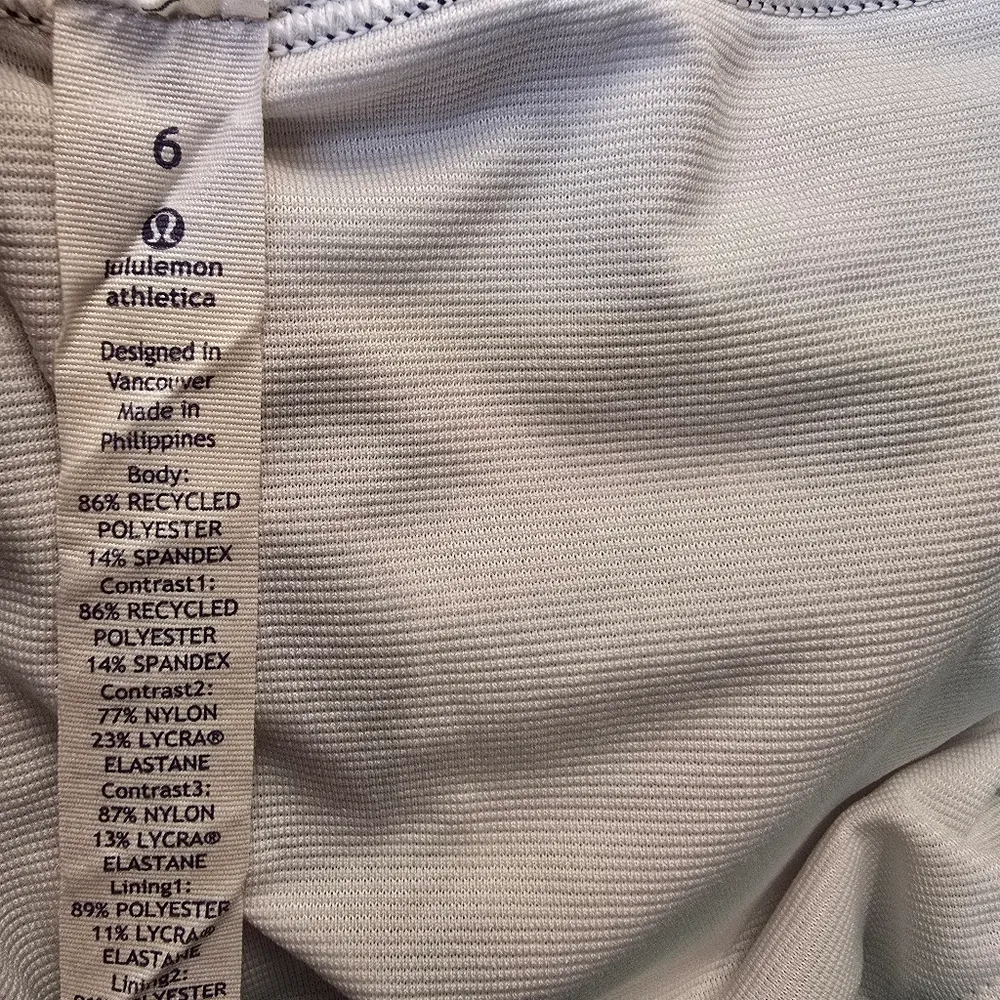 6
lululemon
athletica
Designed in
Vancouver
Made in
Philippines
Body:
86% RECYCLED
POLYESTER
14% SPANDEX
Contrast1:
86% RECYCLED
POLYESTER
14% SPANDEX
Contrast2:
77% NYLON
23% LYCRA®
ELASTANE
Contrast3:
87% NYLON
13% LYCRA®
ELASTANE
Lining1:
89% POLYESTER
11% LYCRA®
ELASTANE
Lining2:
POLYESTER